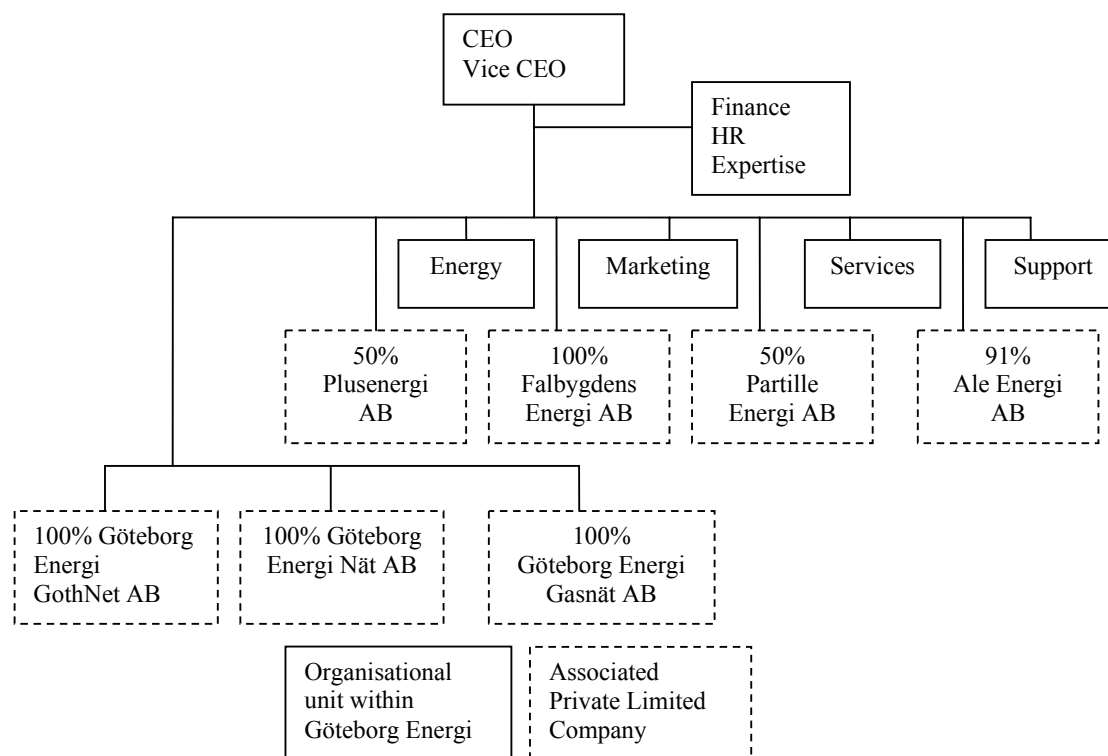 CEO
Vice CEO
Finance
HR
Expertise
Energy
Marketing
Services
Support
50%
Plusenergi
AB
100%
Falbygdens
Energi AB
50%
Partille
Energi AB
91%
Ale Energi
AB
100% Göteborg
Energi
GothNet AB
100% Göteborg
Energi Nät AB
100%
Göteborg Energi
Gasnät AB
Organisational
unit within
Göteborg Energi
Associated
Private Limited
Company